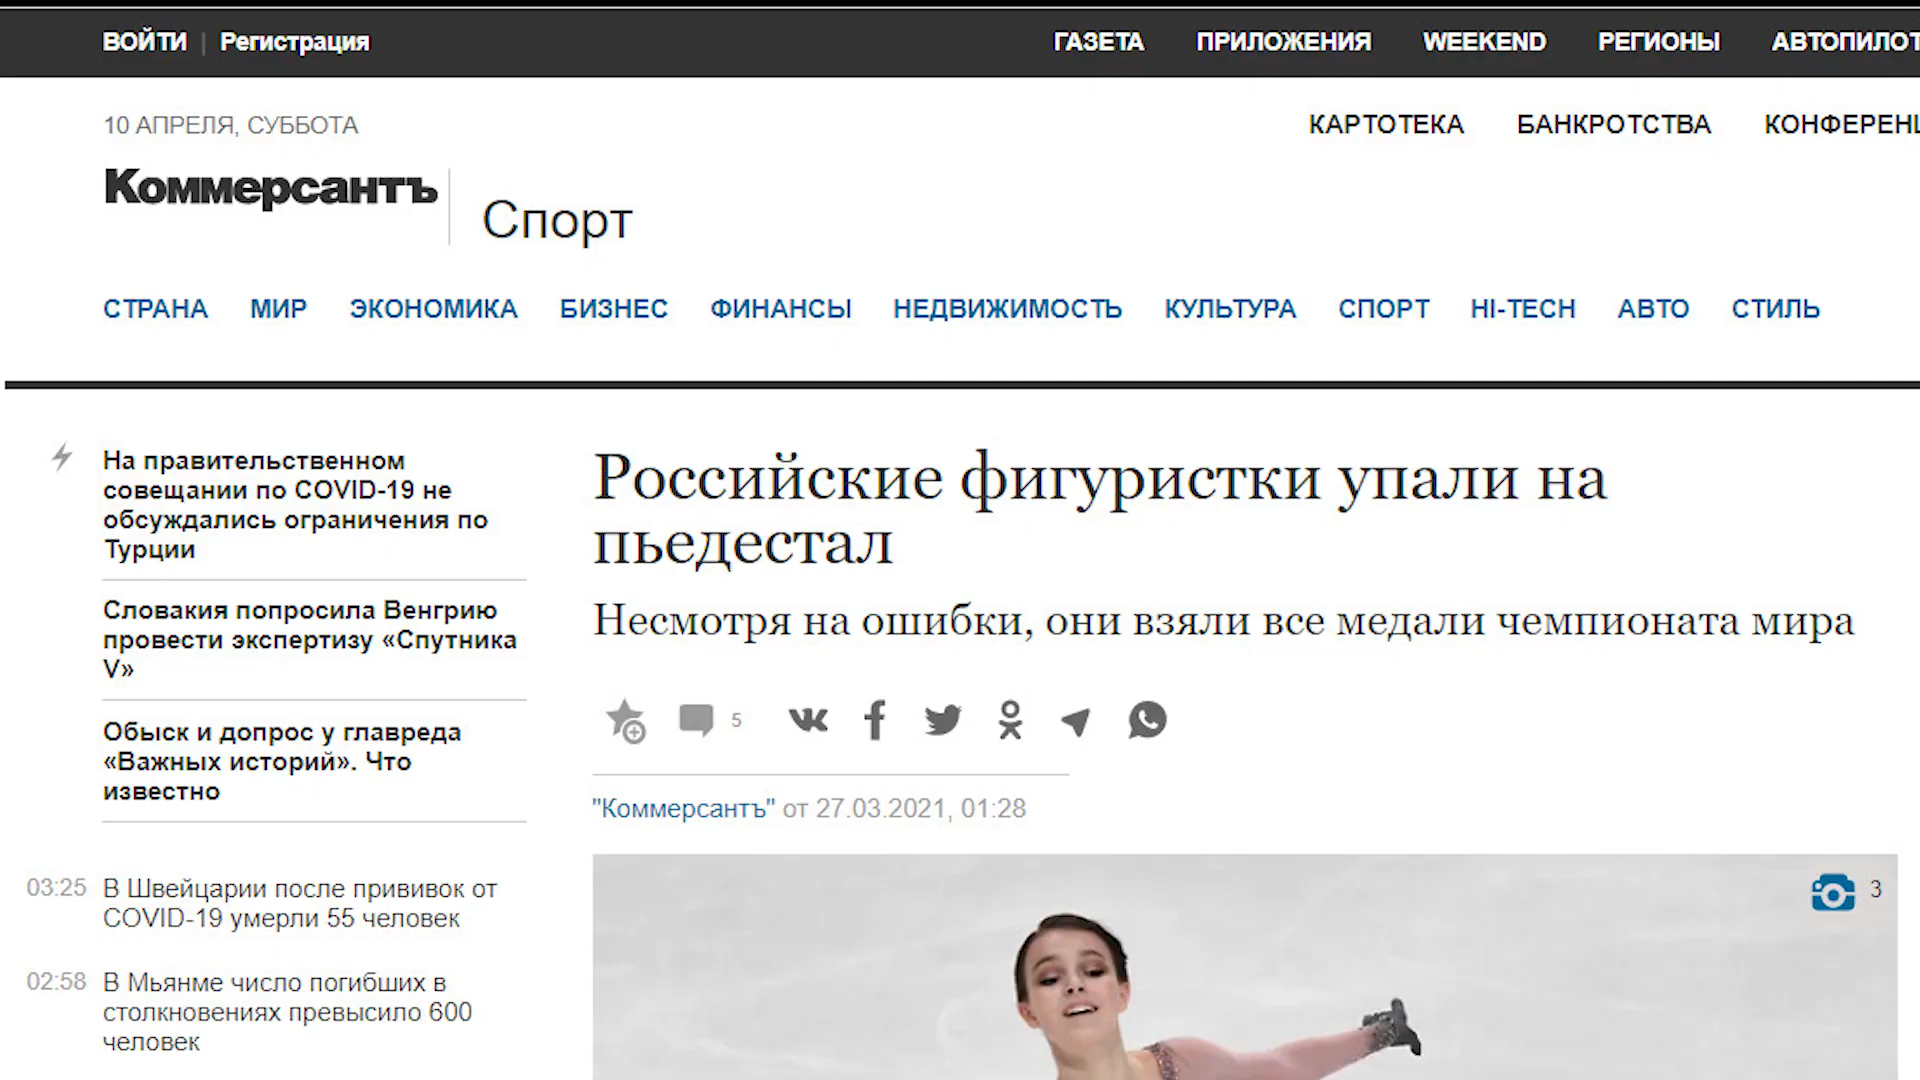 ВОЙТИ | Регистрация
ГАЗЕТА ПРИЛОЖЕНИЯ WEEKEND РЕГИОНЫ АВТОПИЛОТ
10 АПРЕЛЯ, СУББОТА
КАРТОТЕКА БАНКРОТСТВА КОНФЕРЕНЦ
Коммерсантъ
Спорт
СТРАНА МИР ЭКОНОМИКА БИЗНЕС ФИНАНСЫ НЕДВИЖИМОСТЬ КУЛЬТУРА СПОРТ HI-TECH АВТО СТИЛЬ
На правительственном
совещании по COVID-19 не
обсуждались ограничения по
Турции
Словакия попросила Венгрию
провести экспертизу «Спутника
V»
Обыск и допрос у главреда
«Важных историй». Что
известно
03:25 В Швейцарии после прививок от
COVID-19 умерли 55 человек
02:58 В Мьянме число погибших в
столкновениях превысило 600
человек
Российские фигуристки упали на
пьедестал
Несмотря на ошибки, они взяли все медали чемпионата мира
5
"Коммерсантъ" от 27.03.2021, 01:28
3